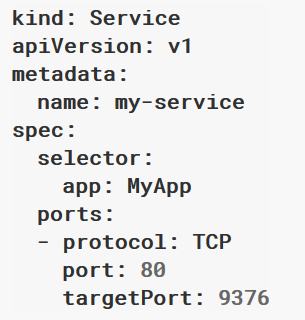 kind: Service
apiVersion: v1
metadata:
  name: my-service
spec:
  selector:
    app: MyApp
  ports:
  - protocol: TCP
    port: 80
    targetPort: 9376